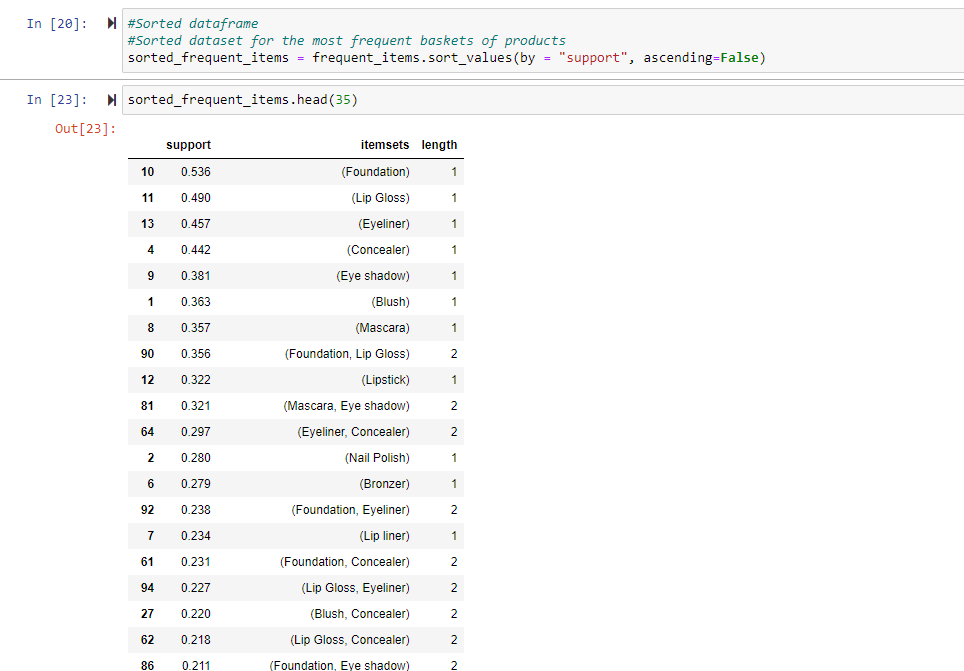 In [20]: #Sorted dataframe
#Sorted dataset for the most frequent baskets of products
sorted_frequent_items = frequent_items.sort_values(by = "support", ascending=False)
In [23]: sorted_frequent_items.head(35)
Out[23]:
support itemsets length
10 0.536 (Foundation) 1
11 0.490 (Lip Gloss) 1
13 0.457 (Eyeliner) 1
4 0.442 (Concealer) 1
9 0.381 (Eye shadow) 1
1 0.363 (Blush) 1
8 0.357 (Mascara) 1
90 0.356 (Foundation, Lip Gloss) 2
12 0.322 (Lipstick) 1
81 0.321 (Mascara, Eye shadow) 2
64 0.297 (Eyeliner, Concealer) 2
2 0.280 (Nail Polish) 1
6 0.279 (Bronzer) 1
92 0.238 (Foundation, Eyeliner) 2
7 0.234 (Lip liner) 1
61 0.231 (Foundation, Concealer) 2
94 0.227 (Lip Gloss, Eyeliner) 2
27 0.220 (Blush, Concealer) 2
62 0.218 (Lip Gloss, Concealer) 2
86 0.211 (Foundation, Eye shadow) 2